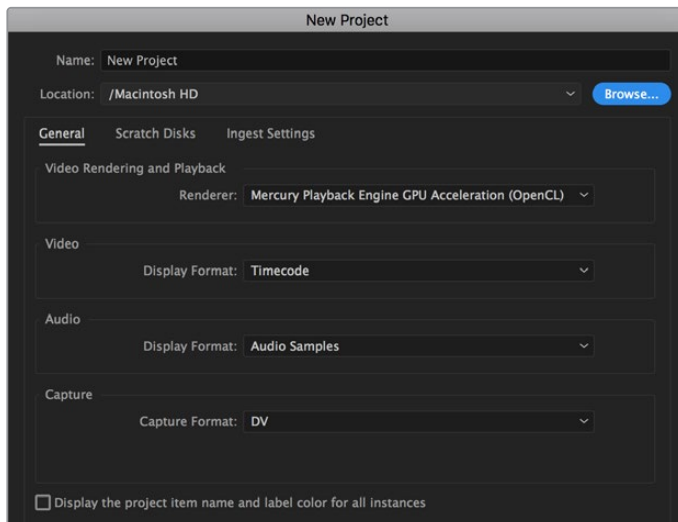 New Project
Name: New Project
Location: /Macintosh HD Browse...
General Scratch Disks Ingest Settings
Video Rendering and Playback
Renderer: Mercury Playback Engine GPU Acceleration (OpenCL)
Video
Display Format: Timecode
Audio
Display Format: Audio Samples
Capture
Capture Format: DV
Display the project item name and label color for all instances